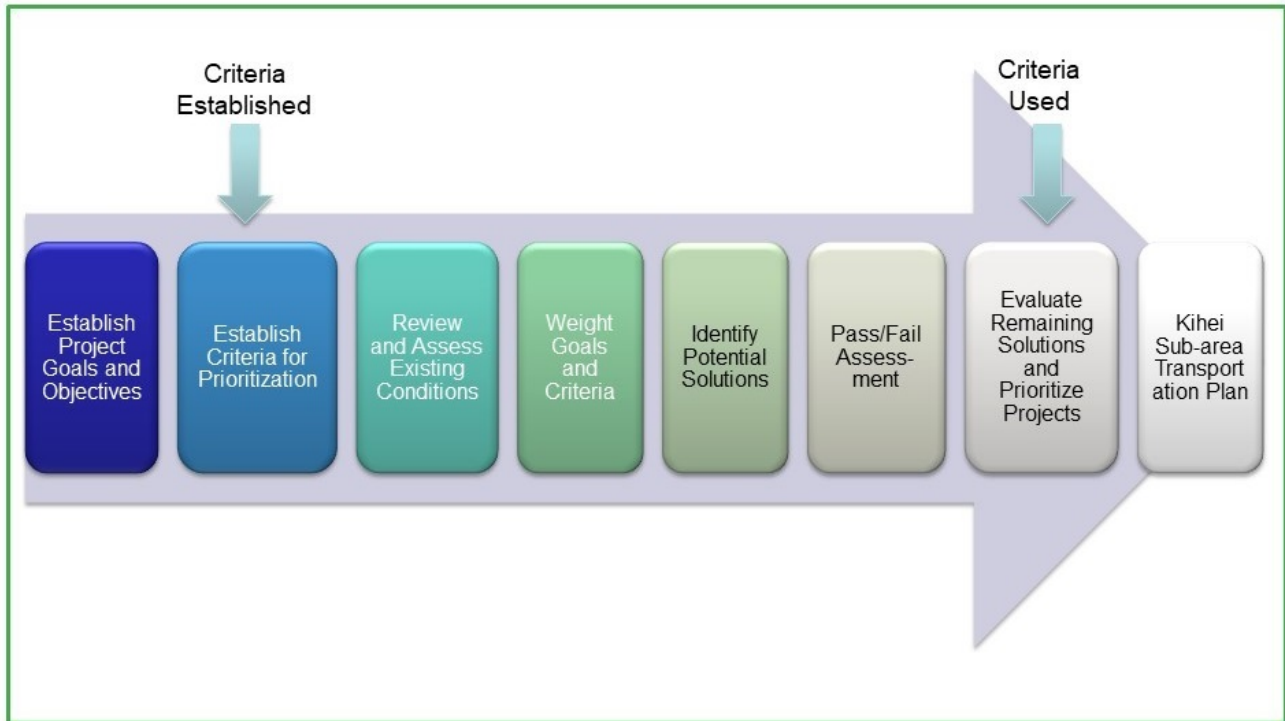 Criteria
Established
Criteria
Used
Establish
Project
Goals and
Objectives
Establish
Criteria for
Prioritization
Review
and Assess
Existing
Conditions
Weight
Goals
and
Criteria
Identify
Potential
Solutions
Pass/Fail
Assess-
ment
Evaluate
Remaining
Solutions
and
Prioritize
Projects
Kihei
Sub-area
Transport
ation Plan